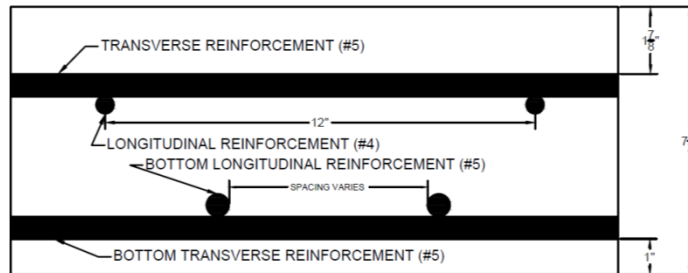 TRANSVERSE REINFORCEMENT (#5)
1⅞"
12"
LONGITUDINAL REINFORCEMENT (#4)
BOTTOM LONGITUDINAL REINFORCEMENT (#5)
SPACING VARIES
BOTTOM TRANSVERSE REINFORCEMENT (#5)
1"